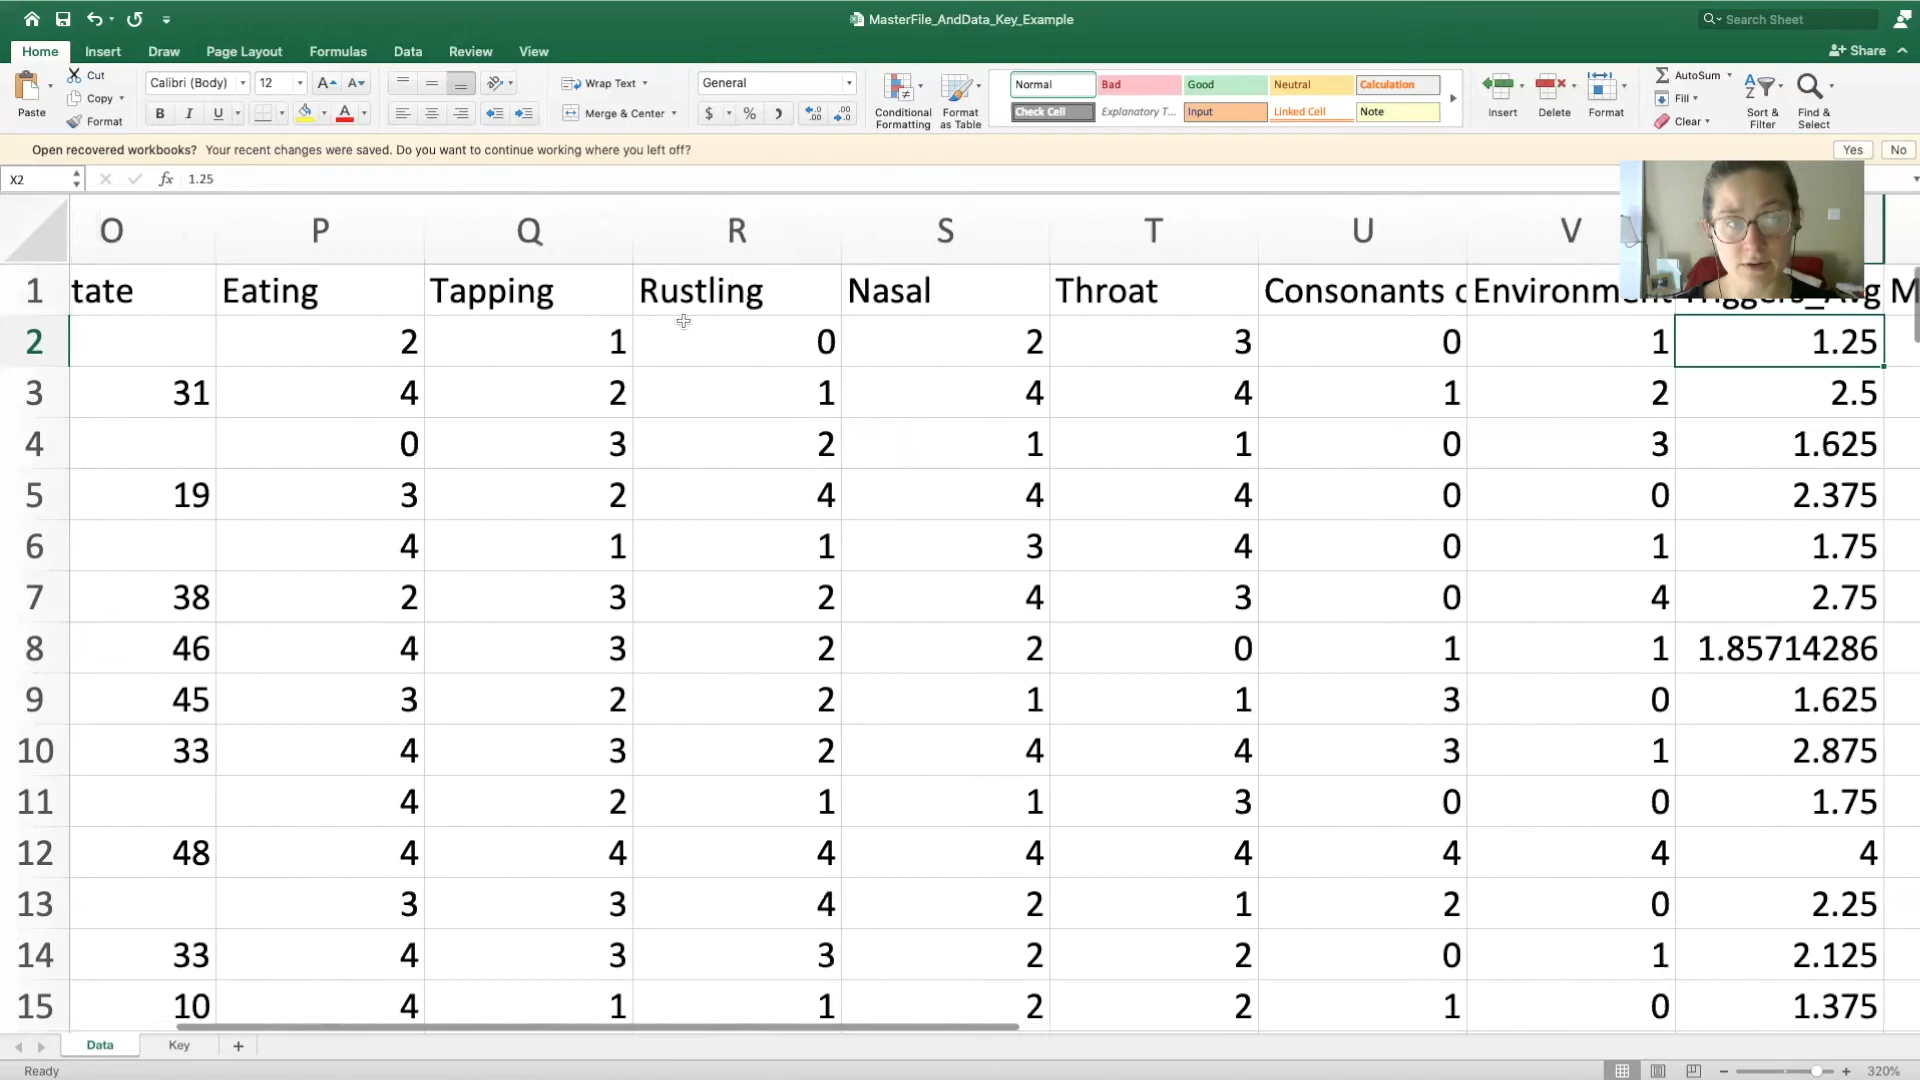 MasterFile_AndData_Key_Example
Search Sheet
Home Insert Draw Page Layout Formulas Data Review View
Share
Paste
Cut
Copy
Format
Calibri (Body) 12
B I U
Wrap Text
Merge & Center
General
$ %
Conditional Formatting
Format as Table
Normal Bad Good Neutral Calculation
Check Cell Explanatory T... Input Linked Cell Note
Insert Delete Format
AutoSum
Fill
Clear
Sort & Filter
Find & Select
Open recovered workbooks? Your recent changes were saved. Do you want to continue working where you left off? Yes No
X2 fx 1.25
O P Q R S T U V
1 tate Eating Tapping Rustling Nasal Throat Consonants
2 2 1 0 2 3 0 1 1.25
3 31 4 2 1 4 4 1 2 2.5
4 0 3 2 1 1 0 3 1.625
5 19 3 2 4 4 4 0 0 2.375
6 4 1 1 3 4 0 1 1.75
7 38 2 3 2 4 3 0 4 2.75
8 46 4 3 2 2 0 1 1 1.85714286
9 45 3 2 2 1 1 3 0 1.625
10 33 4 3 2 4 4 3 1 2.875
11 4 2 1 1 3 0 0 1.75
12 48 4 4 4 4 4 4 4 4
13 3 3 4 2 1 2 0 2.25
14 33 4 3 3 2 2 0 1 2.125
15 10 4 1 1 2 2 1 0 1.375
Data Key +
Ready
320%